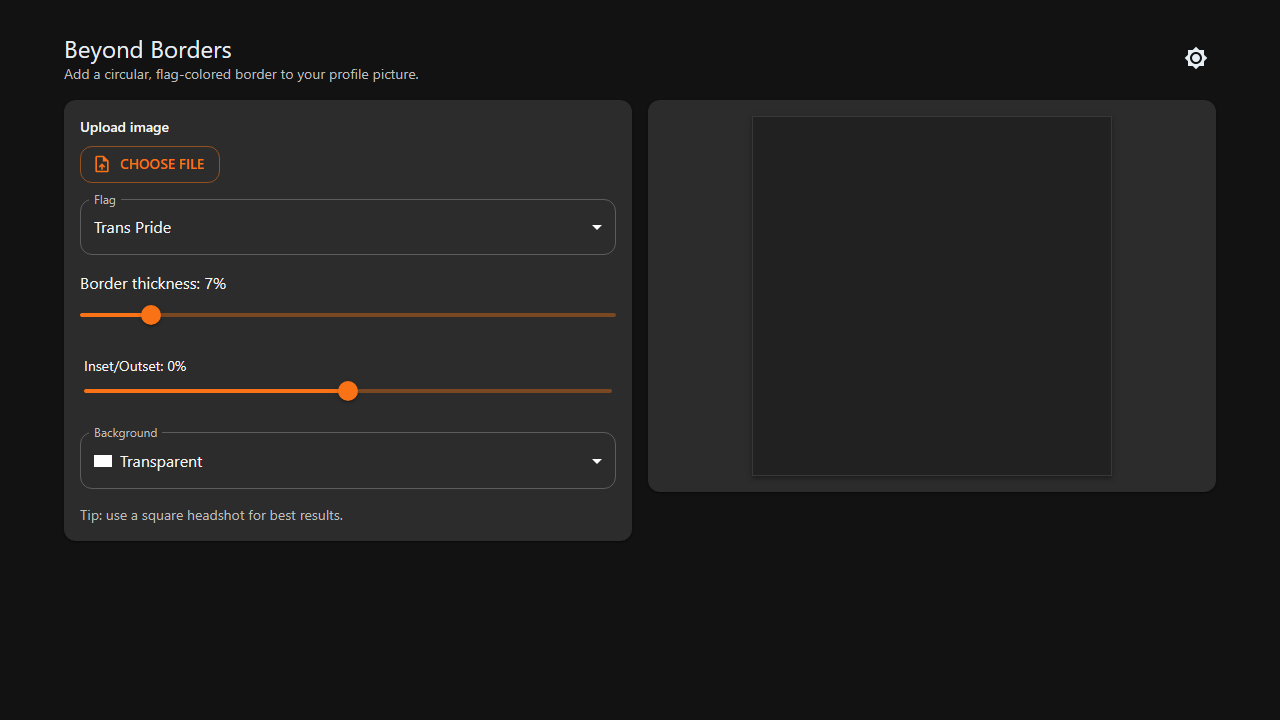 Beyond Borders
Add a circular, flag-colored border to your profile picture.
Upload image
CHOOSE FILE
Flag
Trans Pride
Border thickness: 7%
Inset/Outset: 0%
Background
Transparent
Tip: use a square headshot for best results.